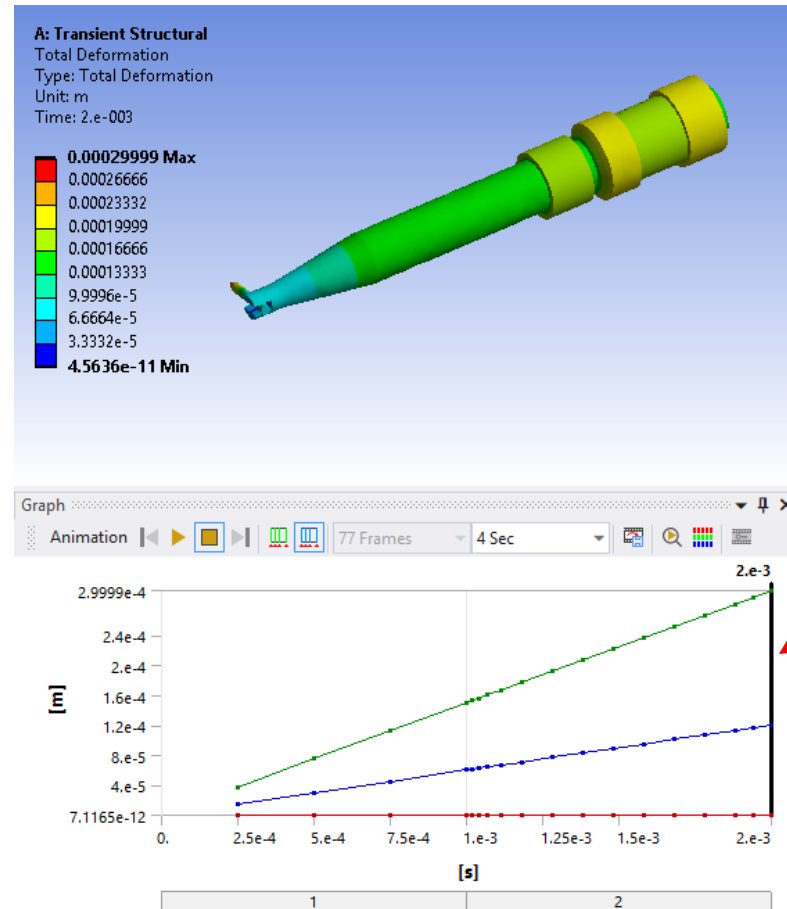 A: Transient Structural
Total Deformation
Type: Total Deformation
Unit: m
Time: 2.e-003
0.00029999 Max
0.00026666
0.00023332
0.00019999
0.00016666
0.00013333
9.9996e-5
6.6664e-5
3.3332e-5
4.5636e-11 Min
Graph
Animation 77 Frames 4 Sec
2.e-3
2.9999e-4
2.4e-4
2.e-4
1.6e-4
1.2e-4
8.e-5
4.e-5
7.1165e-12
[m]
0. 2.5e-4 5.e-4 7.5e-4 1.e-3 1.25e-3 1.5e-3 2.e-3
[s]
1 2